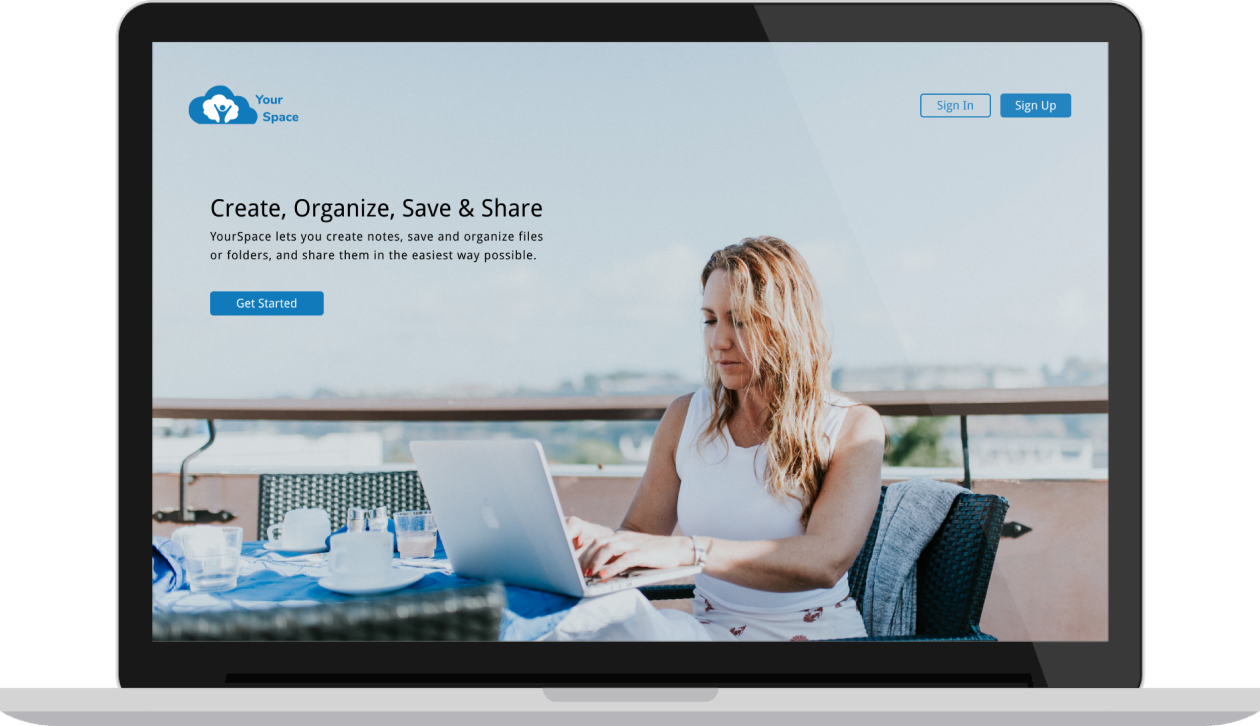 Your
Space
Sign In
Sign Up
Create, Organize, Save & Share
YourSpace lets you create notes, save and organize files
or folders, and share them in the easiest way possible.
Get Started